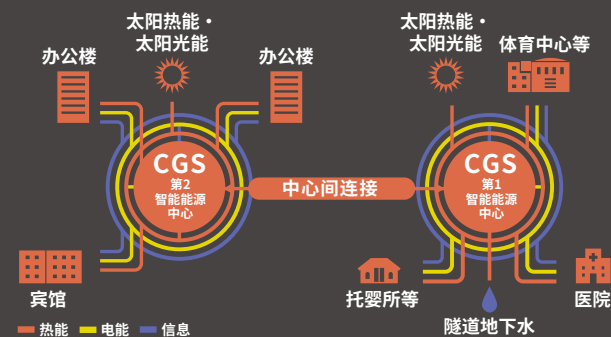 太阳热能・
太阳光能
办公楼
办公楼
太阳热能・
太阳光能
体育中心等
CGS
第2
智能能源
中心
中心间连接
CGS
第1
智能能源
中心
宾馆
托婴所等
医院
隧道地下水
热能
电能
信息